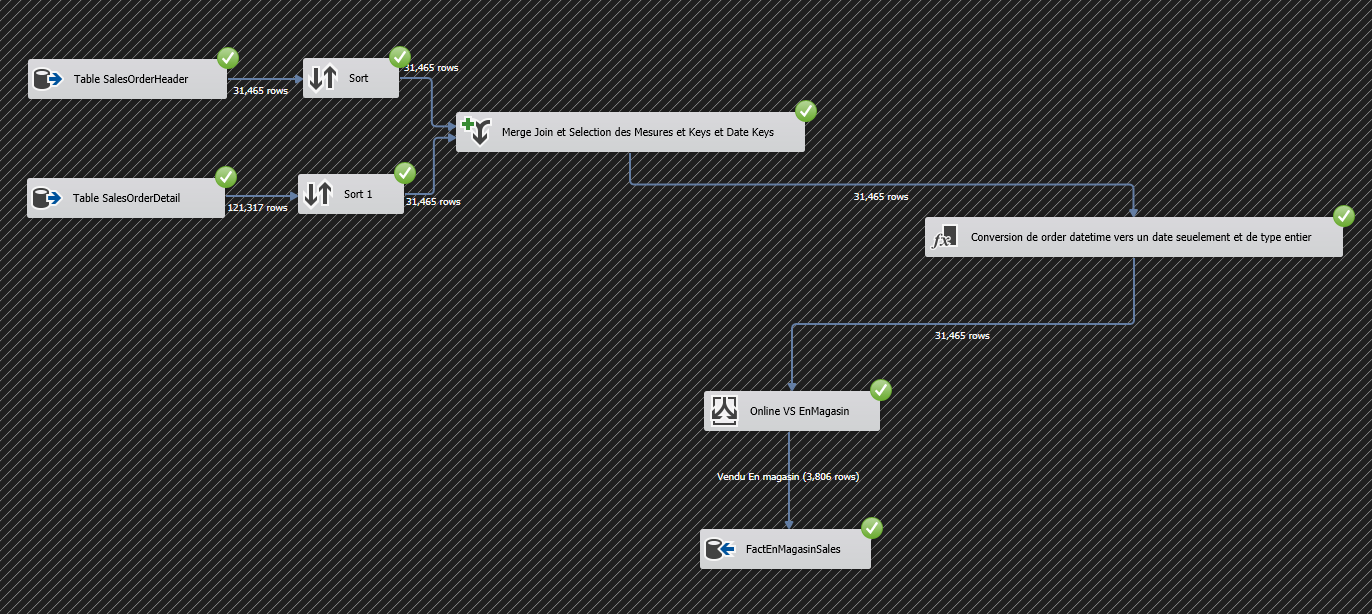 Table SalesOrderHeader
31,465 rows
Sort
31,465 rows
Merge Join et Selection des Mesures et Keys et Date Keys
Table SalesOrderDetail
121,317 rows
Sort 1
31,465 rows
31,465 rows
Conversion de order datetime vers un date seuelement et de type entier
31,465 rows
Online VS EnMagasin
Vendu En magasin (3,806 rows)
FactEnMagasinSales